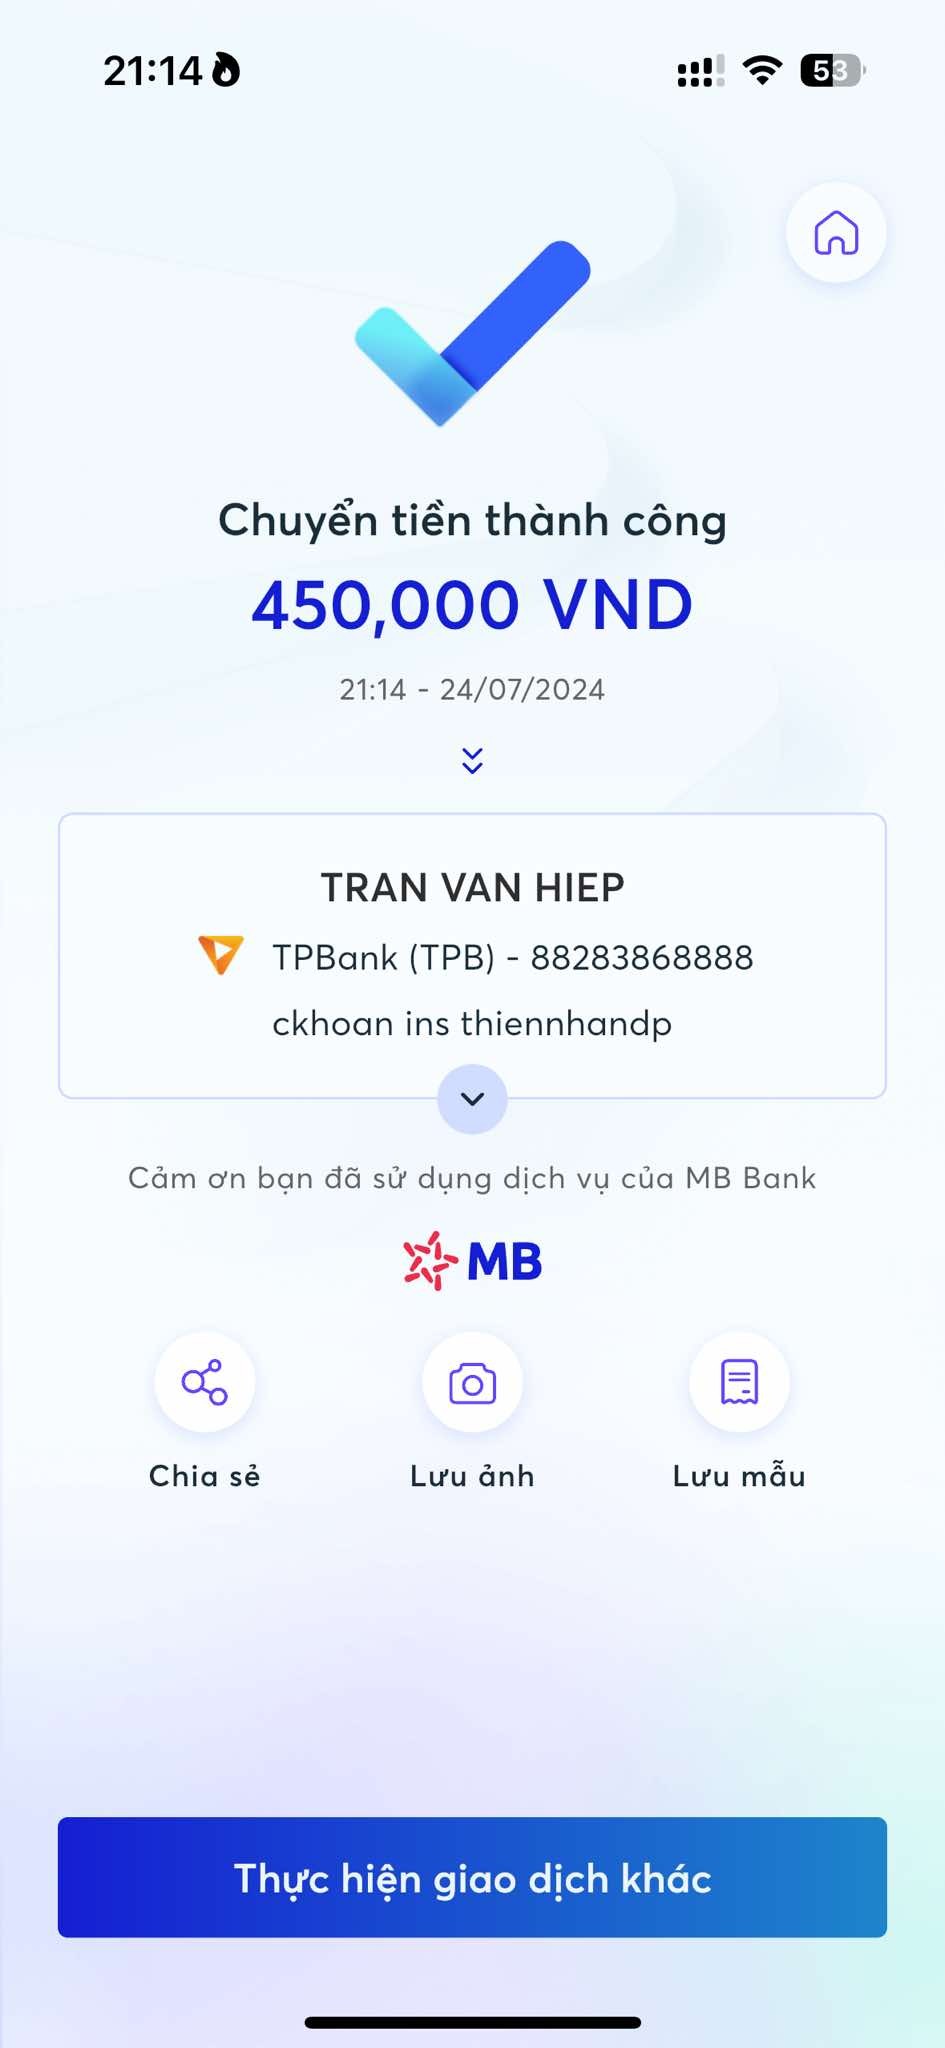 21:14
53
Chuyển tiền thành công
450,000 VND
21:14 - 24/07/2024
TRAN VAN HIEP
TPBank (TPB) - 88283868888
ckhoan ins thiennhandp
Cảm ơn bạn đã sử dụng dịch vụ của MB Bank
MB
Chia sẻ
Lưu ảnh
Lưu mẫu
Thực hiện giao dịch khác